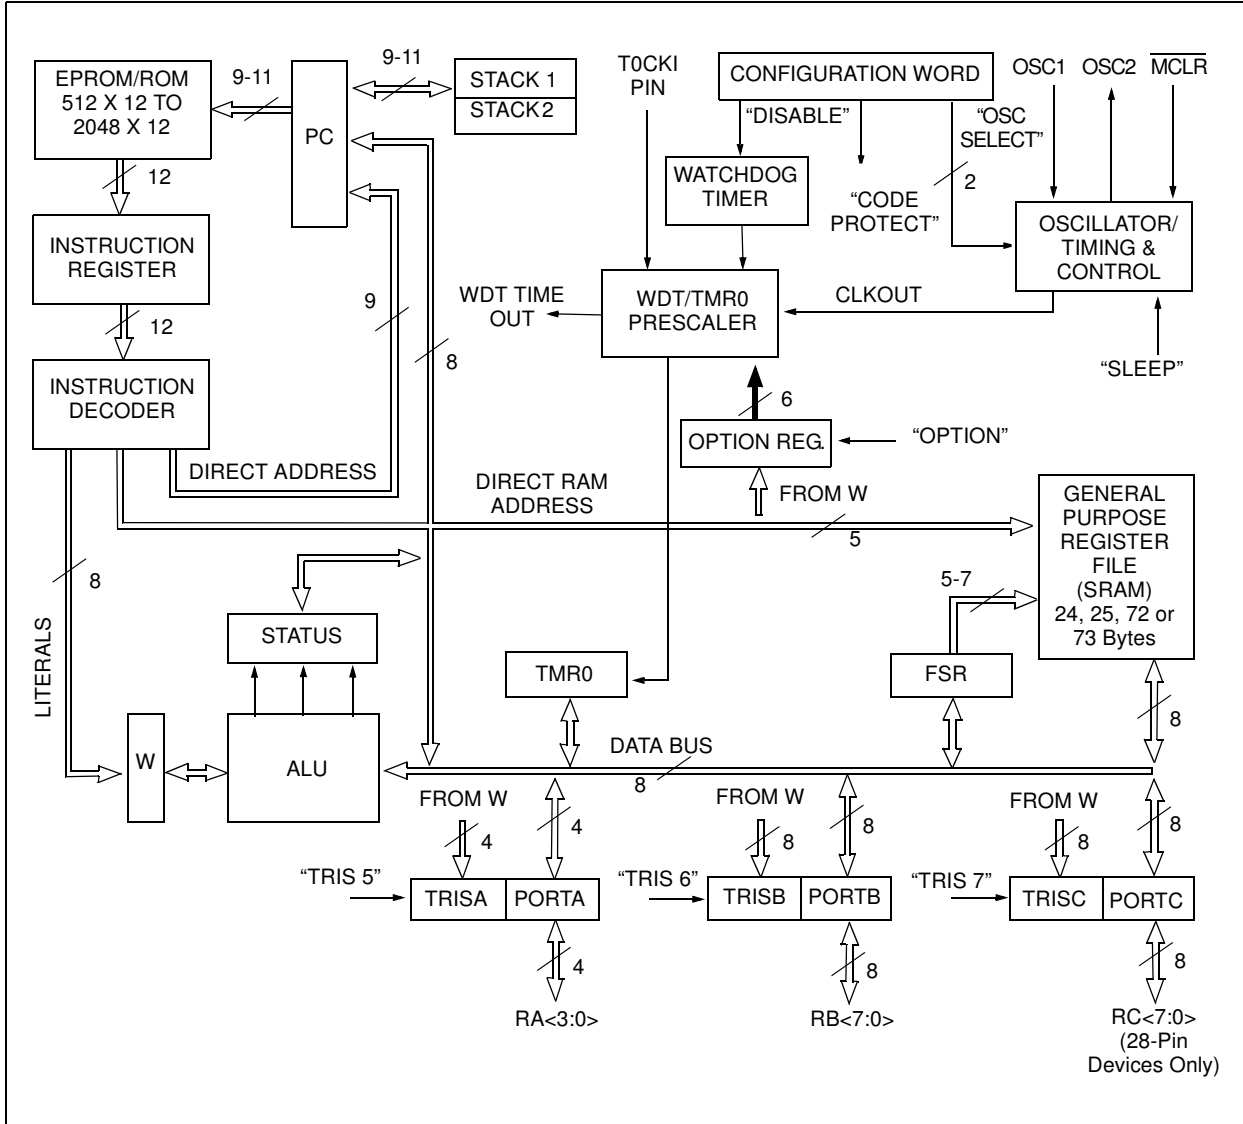 EPROM/ROM
512 X 12 TO
2048 X 12
9-11
PC
9-11
STACK 1
STACK 2
T0CKI
PIN
CONFIGURATION WORD
OSC1
OSC2
MCLR
“DISABLE”
“OSC
SELECT”
WATCHDOG
TIMER
2
“CODE
PROTECT”
12
INSTRUCTION
REGISTER
OSCILLATOR/
TIMING &
CONTROL
9
WDT TIME
OUT
WDT/TMR0
PRESCALER
CLKOUT
12
8
“SLEEP”
INSTRUCTION
DECODER
6
OPTION REG.
“OPTION”
DIRECT ADDRESS
DIRECT RAM
ADDRESS
FROM W
5
GENERAL
PURPOSE
REGISTER
FILE
(SRAM)
24, 25, 72 or
73 Bytes
8
LITERALS
5-7
STATUS
TMR0
FSR
8
W
ALU
DATA BUS
8
FROM W
4
4
FROM W
8
8
FROM W
8
8
“TRIS 5”
TRISA
PORTA
“TRIS 6”
TRISB
PORTB
“TRIS 7”
TRISC
PORTC
4
8
8
RA<3:0>
RB<7:0>
RC<7:0>
(28-Pin
Devices Only)